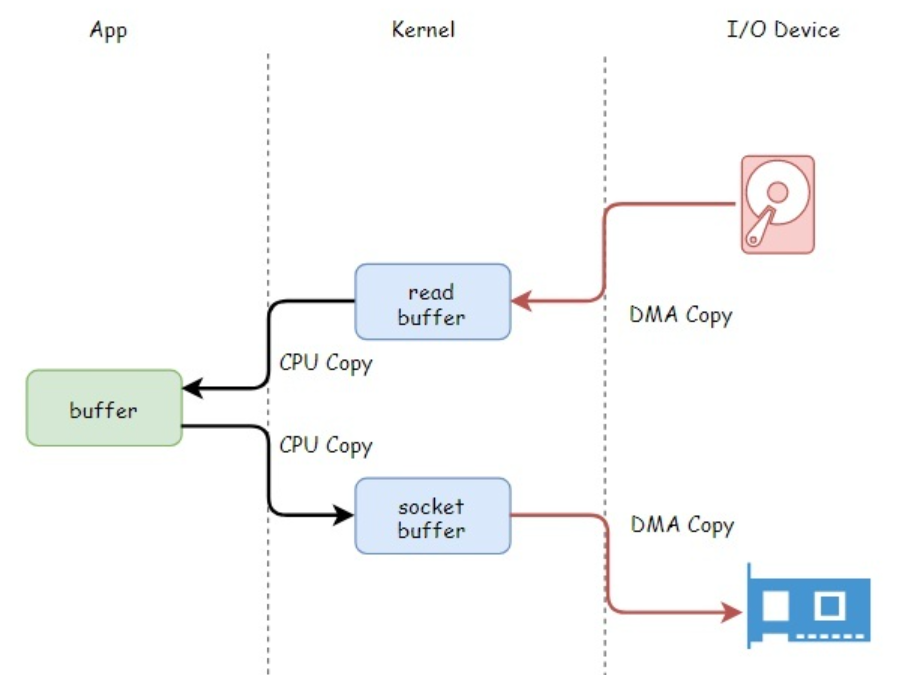 App
Kernel
I/O Device
read
buffer
DMA Copy
CPU Copy
buffer
CPU Copy
socket
buffer
DMA Copy